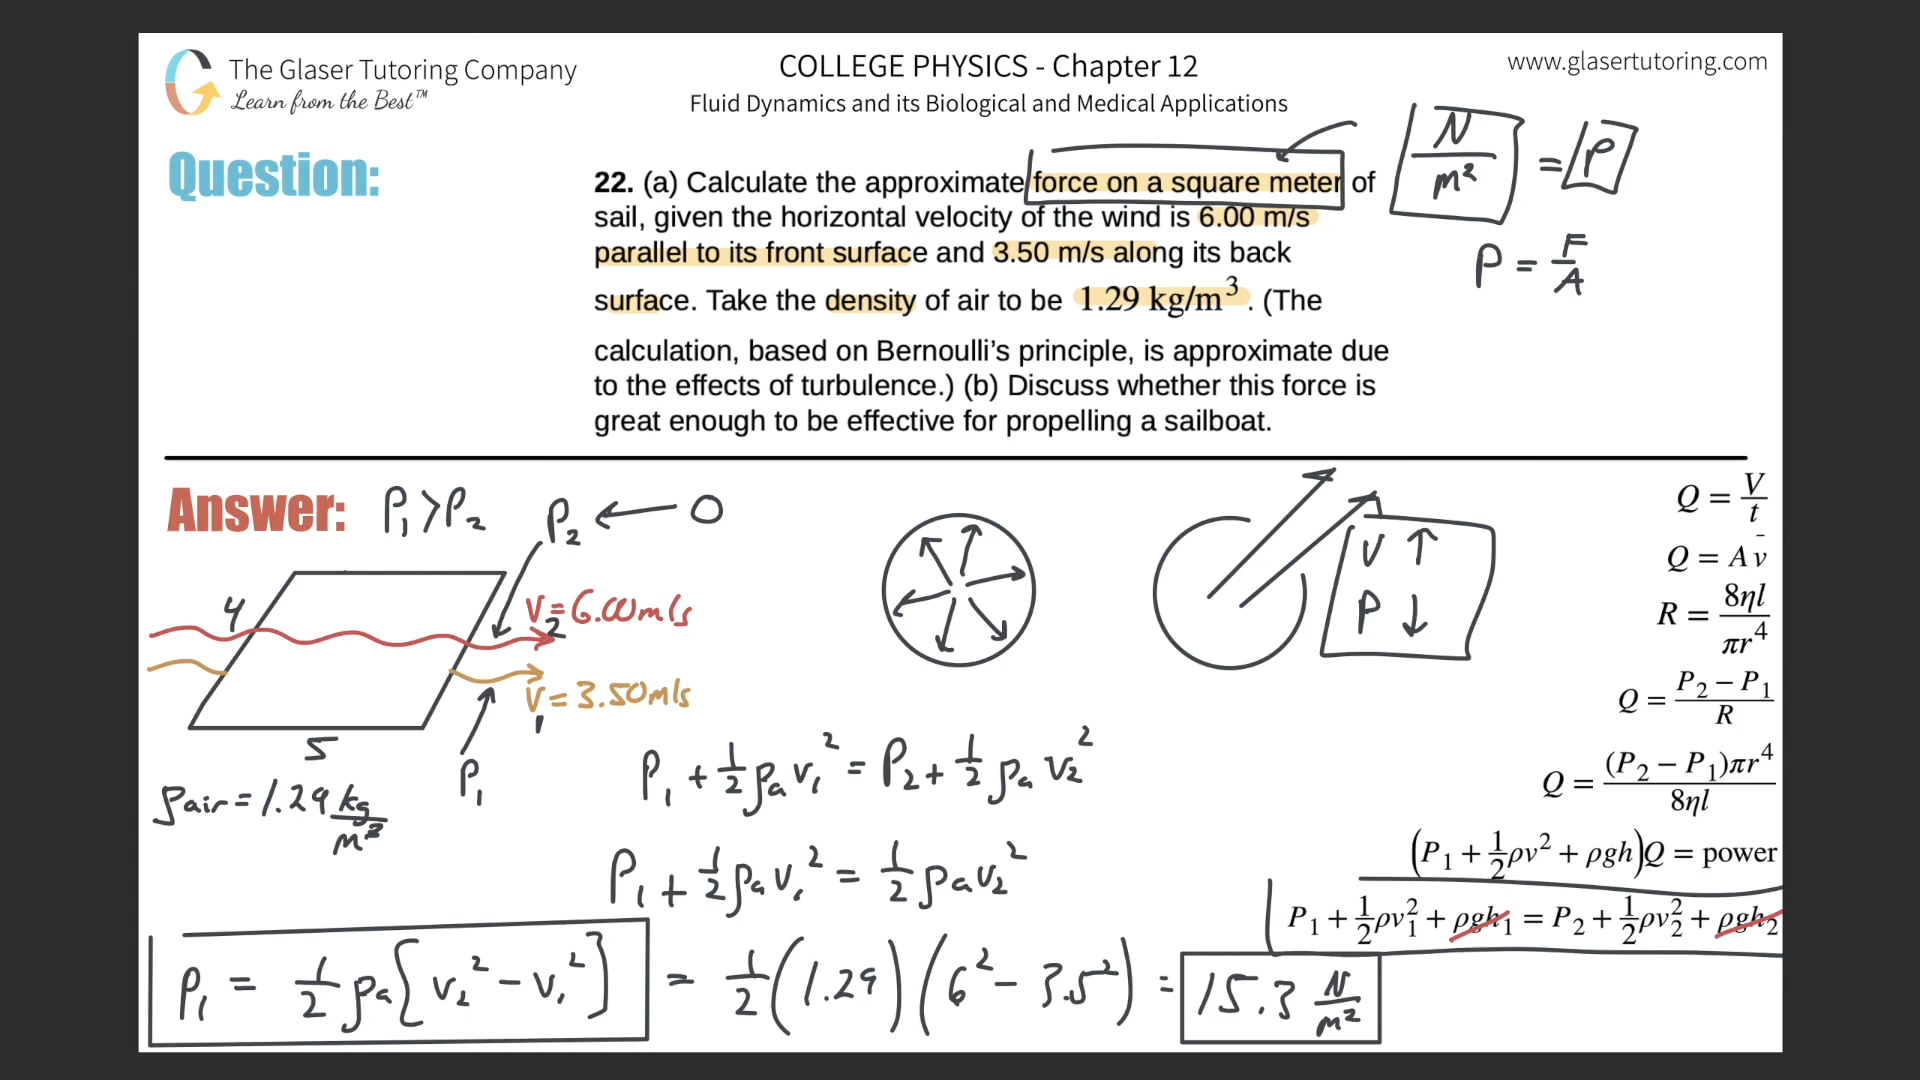 The Glaser Tutoring Company
Learn from the Best™
COLLEGE PHYSICS - Chapter 12
Fluid Dynamics and its Biological and Medical Applications
www.glasertutoring.com
N/m² = P
P = F/A
Question:
22. (a) Calculate the approximate force on a square meter of
sail, given the horizontal velocity of the wind is 6.00 m/s
parallel to its front surface and 3.50 m/s along its back
surface. Take the density of air to be 1.29 kg/m³. (The
calculation, based on Bernoulli’s principle, is approximate due
to the effects of turbulence.) (b) Discuss whether this force is
great enough to be effective for propelling a sailboat.
Answer:
P₁ > P₂
P₂ ← 0
4
V₂ = 6.00 m/s
V₁ = 3.50 m/s
5
P₁
ρair = 1.29 kg/m³
V ↑
P ↓
P₁ + ½ρₐv₁² = P₂ + ½ρₐv₂²
P₁ + ½ρₐv₁² = ½ρₐv₂²
P₁ = ½ρₐ[v₂² − v₁²] = ½(1.29)(6² − 3.5²) = 15.3 N/m²
Q = V/t
Q = A v̄
R = 8ηl/πr⁴
Q = (P₂ − P₁)/R
Q = (P₂ − P₁)πr⁴/8ηl
(P₁ + ½ρv² + ρgh)Q = power
P₁ + ½ρv₁² + ρgh₁ = P₂ + ½ρv₂² + ρgh₂